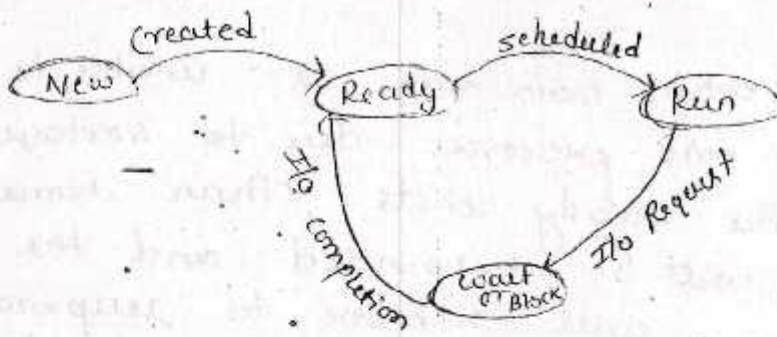 Created
scheduled
New
Ready
Run
I/o completion
I/o Request
wait
or Block